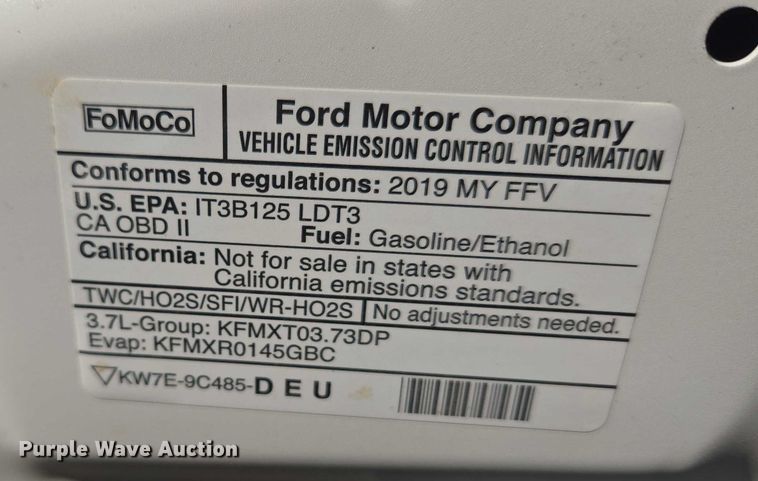 FoMoCo
Ford Motor Company
VEHICLE EMISSION CONTROL INFORMATION
Conforms to regulations: 2019 MY FFV
U.S. EPA: IT3B125 LDT3
CA OBD II Fuel: Gasoline/Ethanol
California: Not for sale in states with
California emissions standards.
TWC/HO2S/SFI/WR-HO2S No adjustments needed.
3.7L-Group: KFMXT03.73DP
Evap: KFMXR0145GBC
KW7E-9C485-D E U
Purple Wave Auction